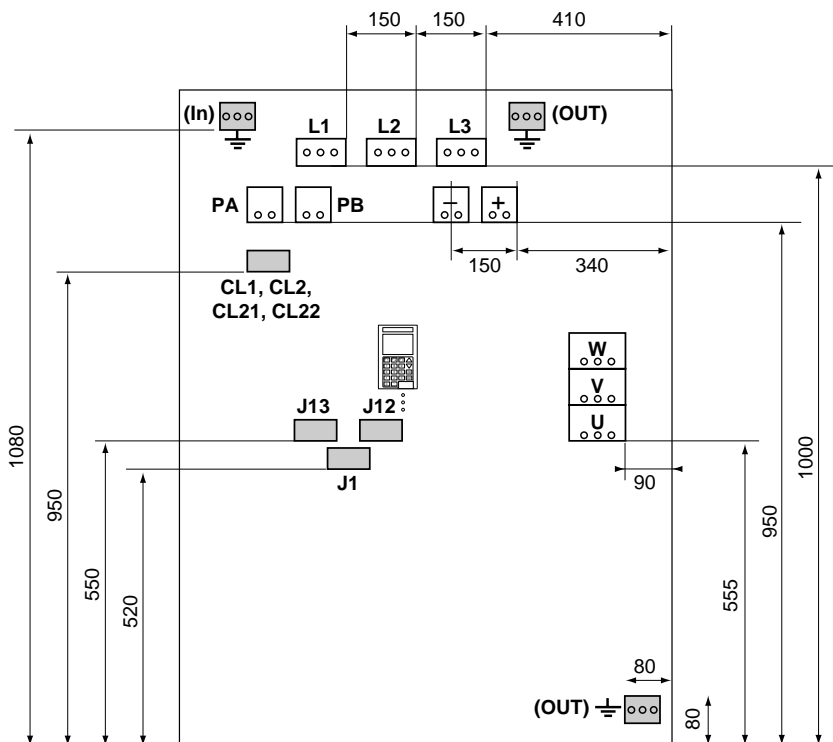 150 150 410
(In) (OUT)
L1 L2 L3
PA PB − +
150 340
CL1, CL2,
CL21, CL22
W
V
U
J13 J12
J1
90
1080
950
550
520
555
950
1000
80
(OUT)
80